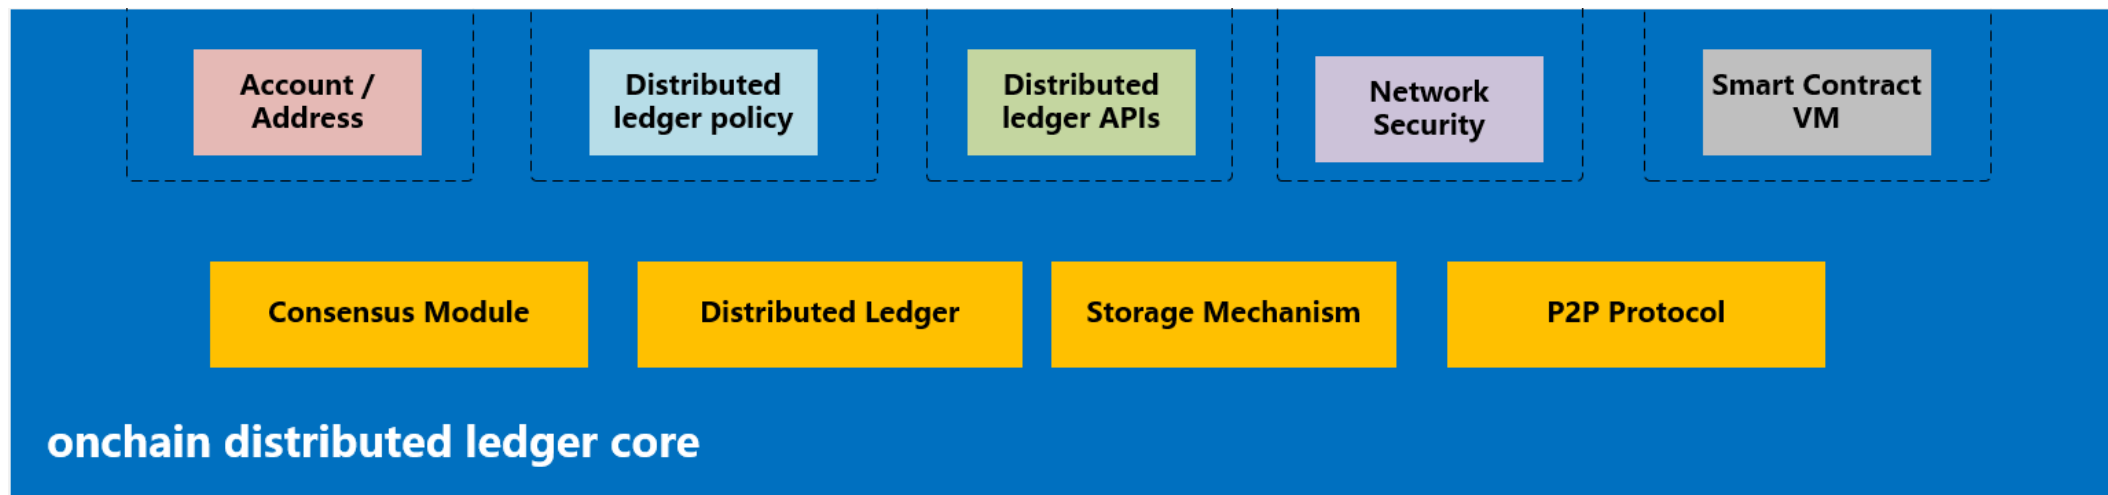 Account /
Address
Distributed
ledger policy
Distributed
ledger APIs
Network
Security
Smart Contract
VM
Consensus Module
Distributed Ledger
Storage Mechanism
P2P Protocol
onchain distributed ledger core